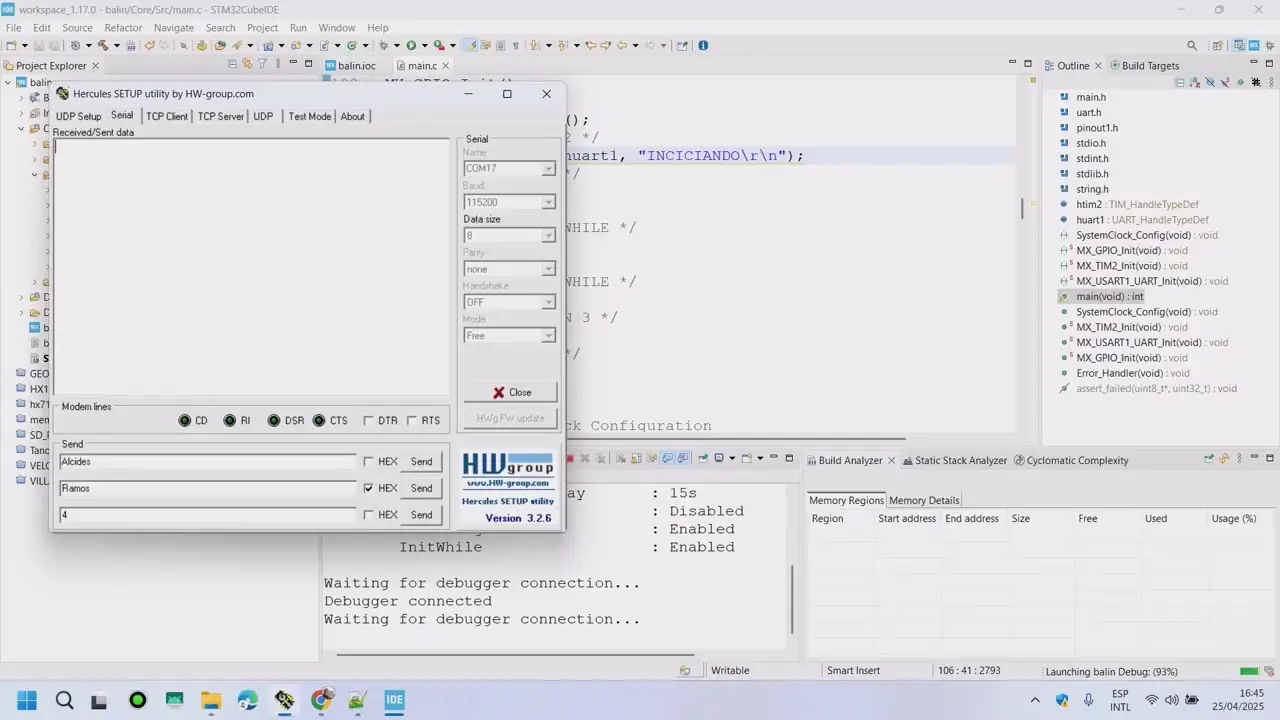 workspace_1.17.0 - balin/Core/Src/main.c - STM32CubeIDE
File Edit Source Refactor Navigate Search Project Run Window Help
Project Explorer
balin.ioc
main.c
Outline
Build Targets
Hercules SETUP utility by HW-group.com
UDP Setup Serial TCP Client TCP Server UDP Test Mode About
Received/Sent data
Serial
Name
COM17
Baud
115200
Data size
8
Parity
none
Handshake
OFF
Mode
Free
Close
HWg FW update
Modem lines
CD RI DSR CTS DTR RTS
Send
Alcides HEX Send
Ramos HEX Send
4 HEX Send
HWgroup
www.HW-group.com
Hercules SETUP utility
Version 3.2.6
();
2 */
huart1, "INCICIANDO\r\n");
*/
WHILE */
WHILE */
N 3 */
*/
ck Configuration
balin
GEO
HX1
hx71
mem
SD_F
Tand
VELO
VILL
main.h
uart.h
pinout1.h
stdio.h
stdint.h
stdlib.h
string.h
htim2 : TIM_HandleTypeDef
huart1 : UART_HandleTypeDef
SystemClock_Config(void) : void
MX_GPIO_Init(void) : void
MX_TIM2_Init(void) : void
MX_USART1_UART_Init(void) : void
main(void) : int
SystemClock_Config(void) : void
MX_TIM2_Init(void) : void
MX_USART1_UART_Init(void) : void
MX_GPIO_Init(void) : void
Error_Handler(void) : void
assert_failed(uint8_t*, uint32_t) : void
ay : 15s
: Disabled
: Enabled
InitWhile : Enabled
Waiting for debugger connection...
Debugger connected
Waiting for debugger connection...
Build Analyzer
Static Stack Analyzer
Cyclomatic Complexity
Memory Regions Memory Details
Region Start address End address Size Free Used Usage (%)
Writable Smart Insert 106 : 41 : 2793 Launching balin Debug: (93%)
IDE
ESP
INTL
16:45
25/04/2025